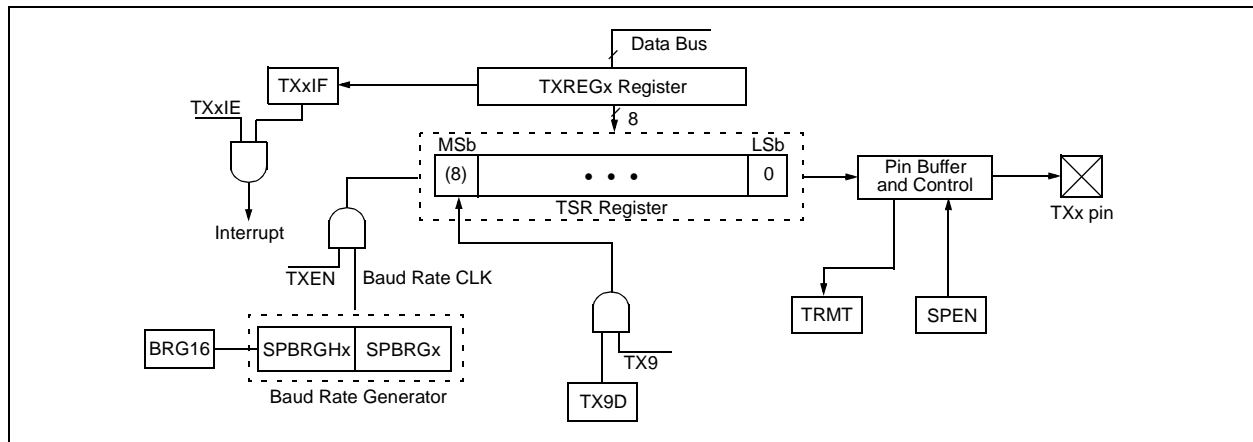 Data Bus
TXxIF
TXREGx Register
TXxIE
8
MSb
LSb
(8)
• • •
0
Pin Buffer
and Control
TSR Register
TXx pin
Interrupt
TXEN
Baud Rate CLK
TRMT
SPEN
BRG16
SPBRGHx
SPBRGx
TX9
Baud Rate Generator
TX9D